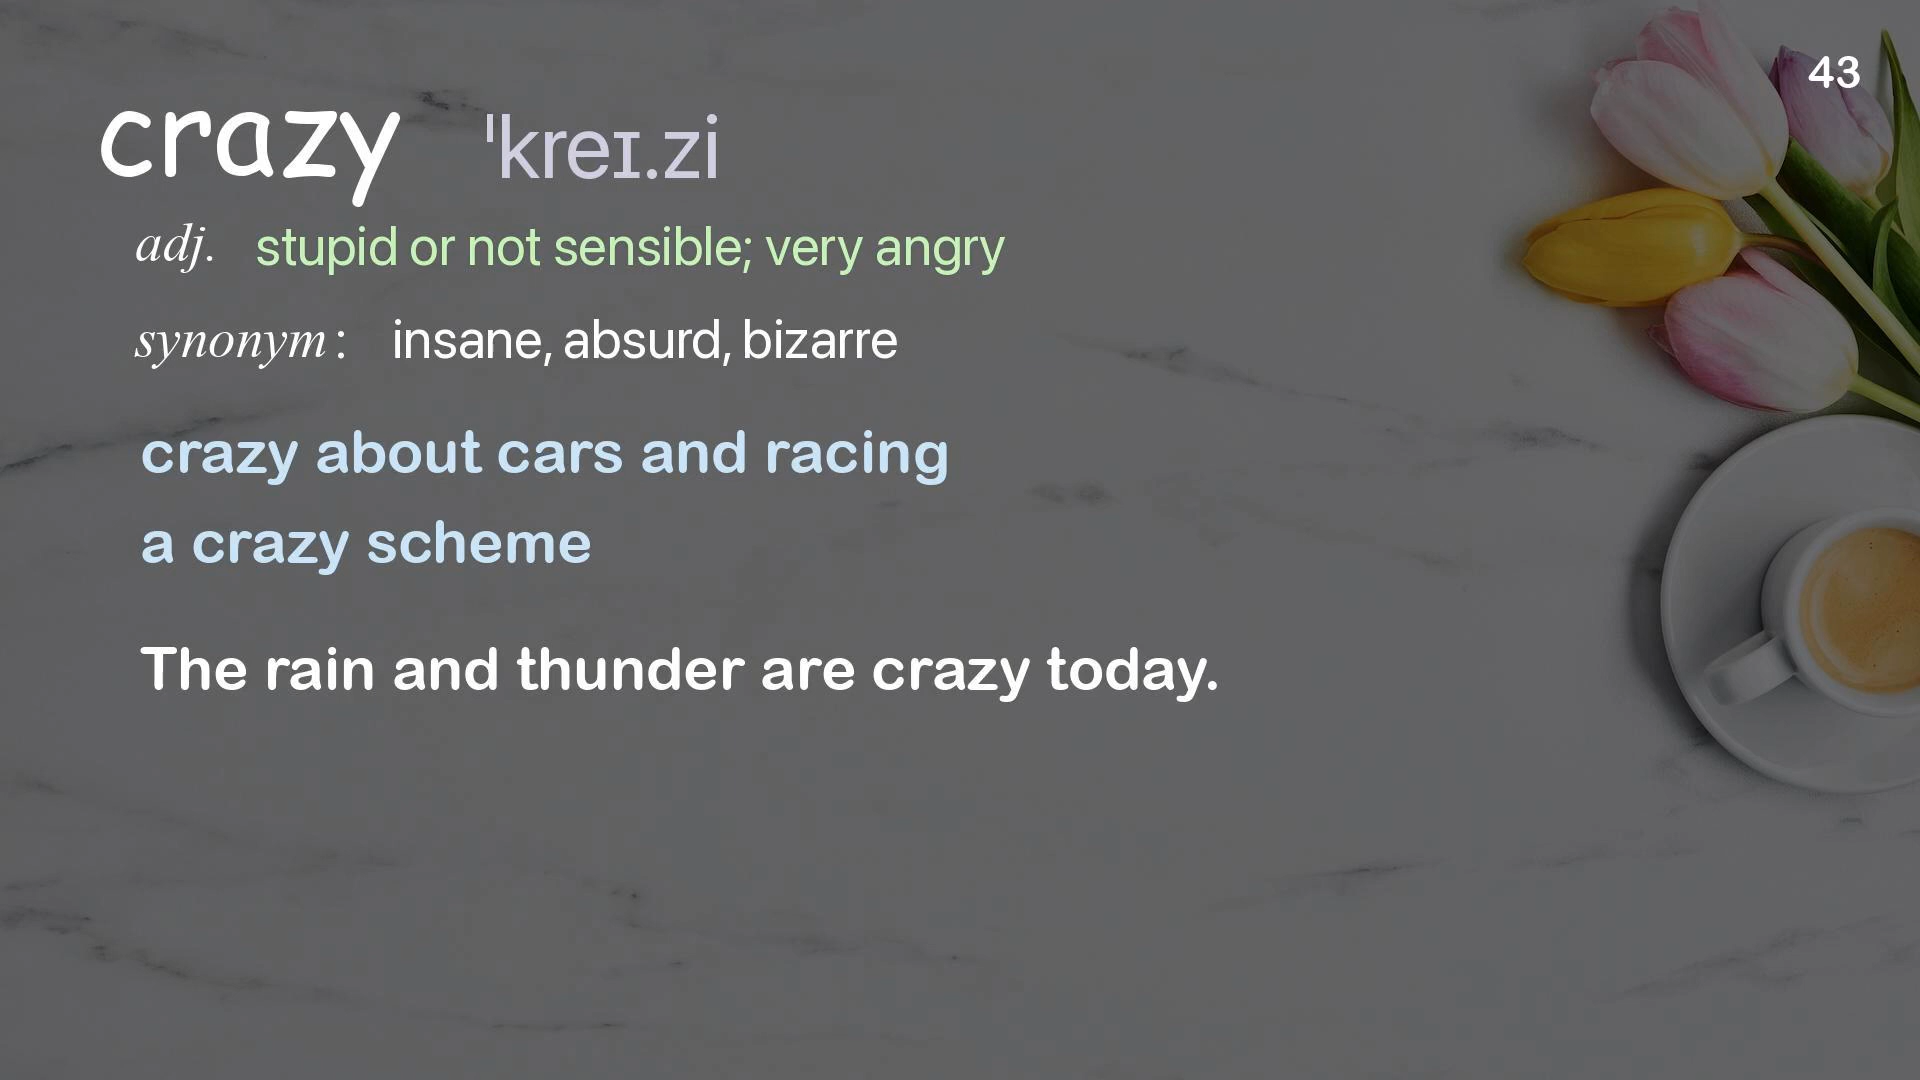 43
crazy ˈkreɪ.zi
adj. stupid or not sensible; very angry
synonym: insane, absurd, bizarre
crazy about cars and racing
a crazy scheme
The rain and thunder are crazy today.